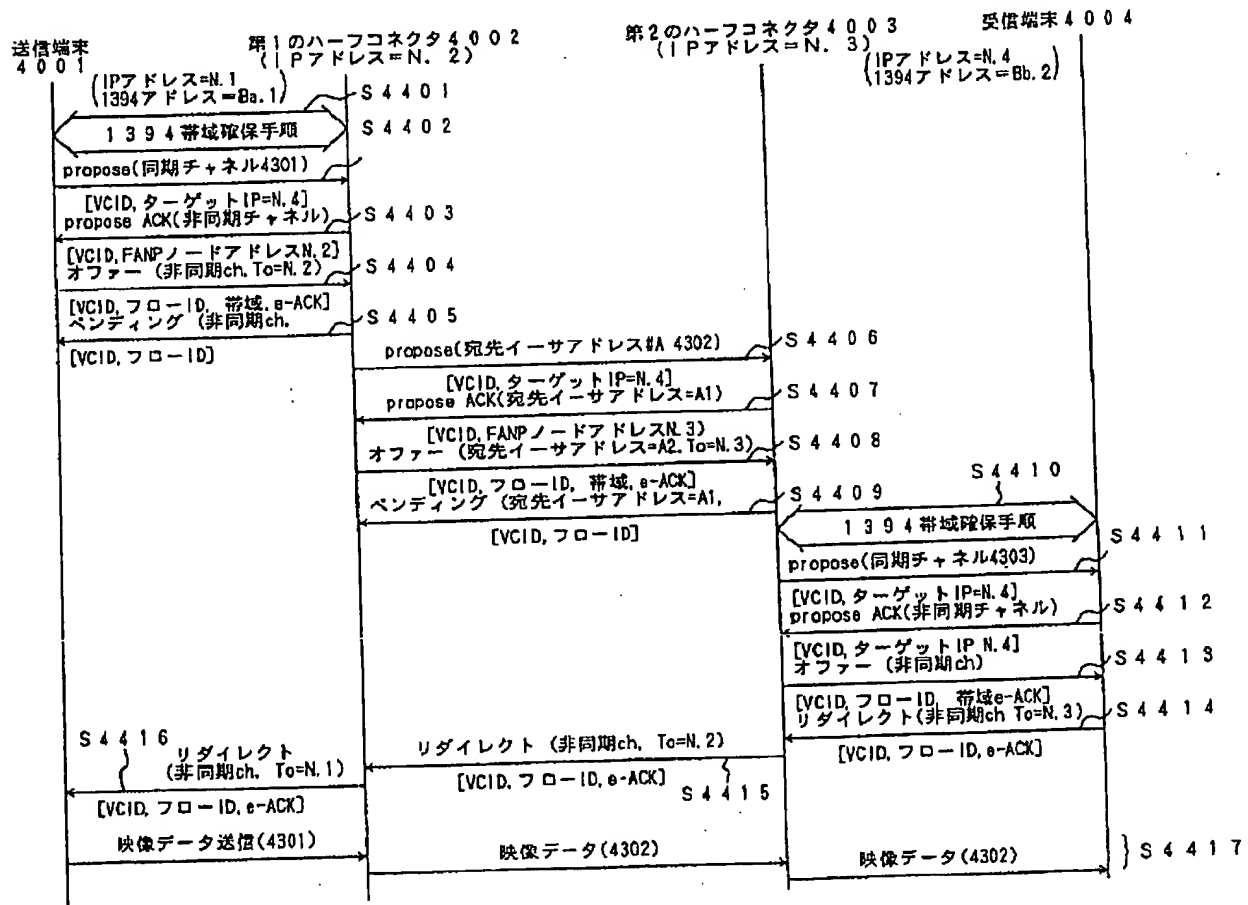 送信端末
4001
第1のハーフコネクタ4002
(IPアドレス=N. 2)
第2のハーフコネクタ4003
(IPアドレス=N. 3)
受信端末4004
(IPアドレス=N.1
1394アドレス=Ba.1)
(IPアドレス=N.4
1394アドレス=Bb.2)
S4401
1394帯域確保手順
S4402
propose(同期チャネル4301)
[VCID,ターゲットIP=N.4]
propose ACK(非同期チャネル)
S4403
[VCID,FANPノードアドレスN.2]
オファー (非同期ch,To=N.2)
S4404
[VCID,フローID, 帯域,e-ACK]
ペンディング (非同期ch,
S4405
[VCID,フローID]
propose(宛先イーサアドレス#A 4302)
S4406
[VCID,ターゲットIP=N.4]
propose ACK(宛先イーサアドレス=A1)
S4407
[VCID,FANPノードアドレスN.3)
オファー (宛先イーサアドレス=A2,To=N.3)
S4408
[VCID,フローID, 帯域,e-ACK]
ペンディング (宛先イーサアドレス=A1,
S4409
[VCID,フローID]
S4410
1394帯域確保手順
propose(同期チャネル4303)
S4411
[VCID,ターゲットIP=N.4]
propose ACK(非同期チャネル)
S4412
[VCID,ターゲットIP N.4]
オファー (非同期ch)
S4413
[VCID,フローID, 帯域e-ACK]
リダイレクト(非同期ch To=N.3)
S4414
[VCID,フローID,e-ACK]
リダイレクト (非同期ch, To=N.2)
[VCID,フローID,e-ACK]
S4415
S4416
リダイレクト
(非同期ch, To=N.1)
[VCID,フローID,e-ACK]
映像データ送信(4301)
映像データ(4302)
映像データ(4302)
S4417